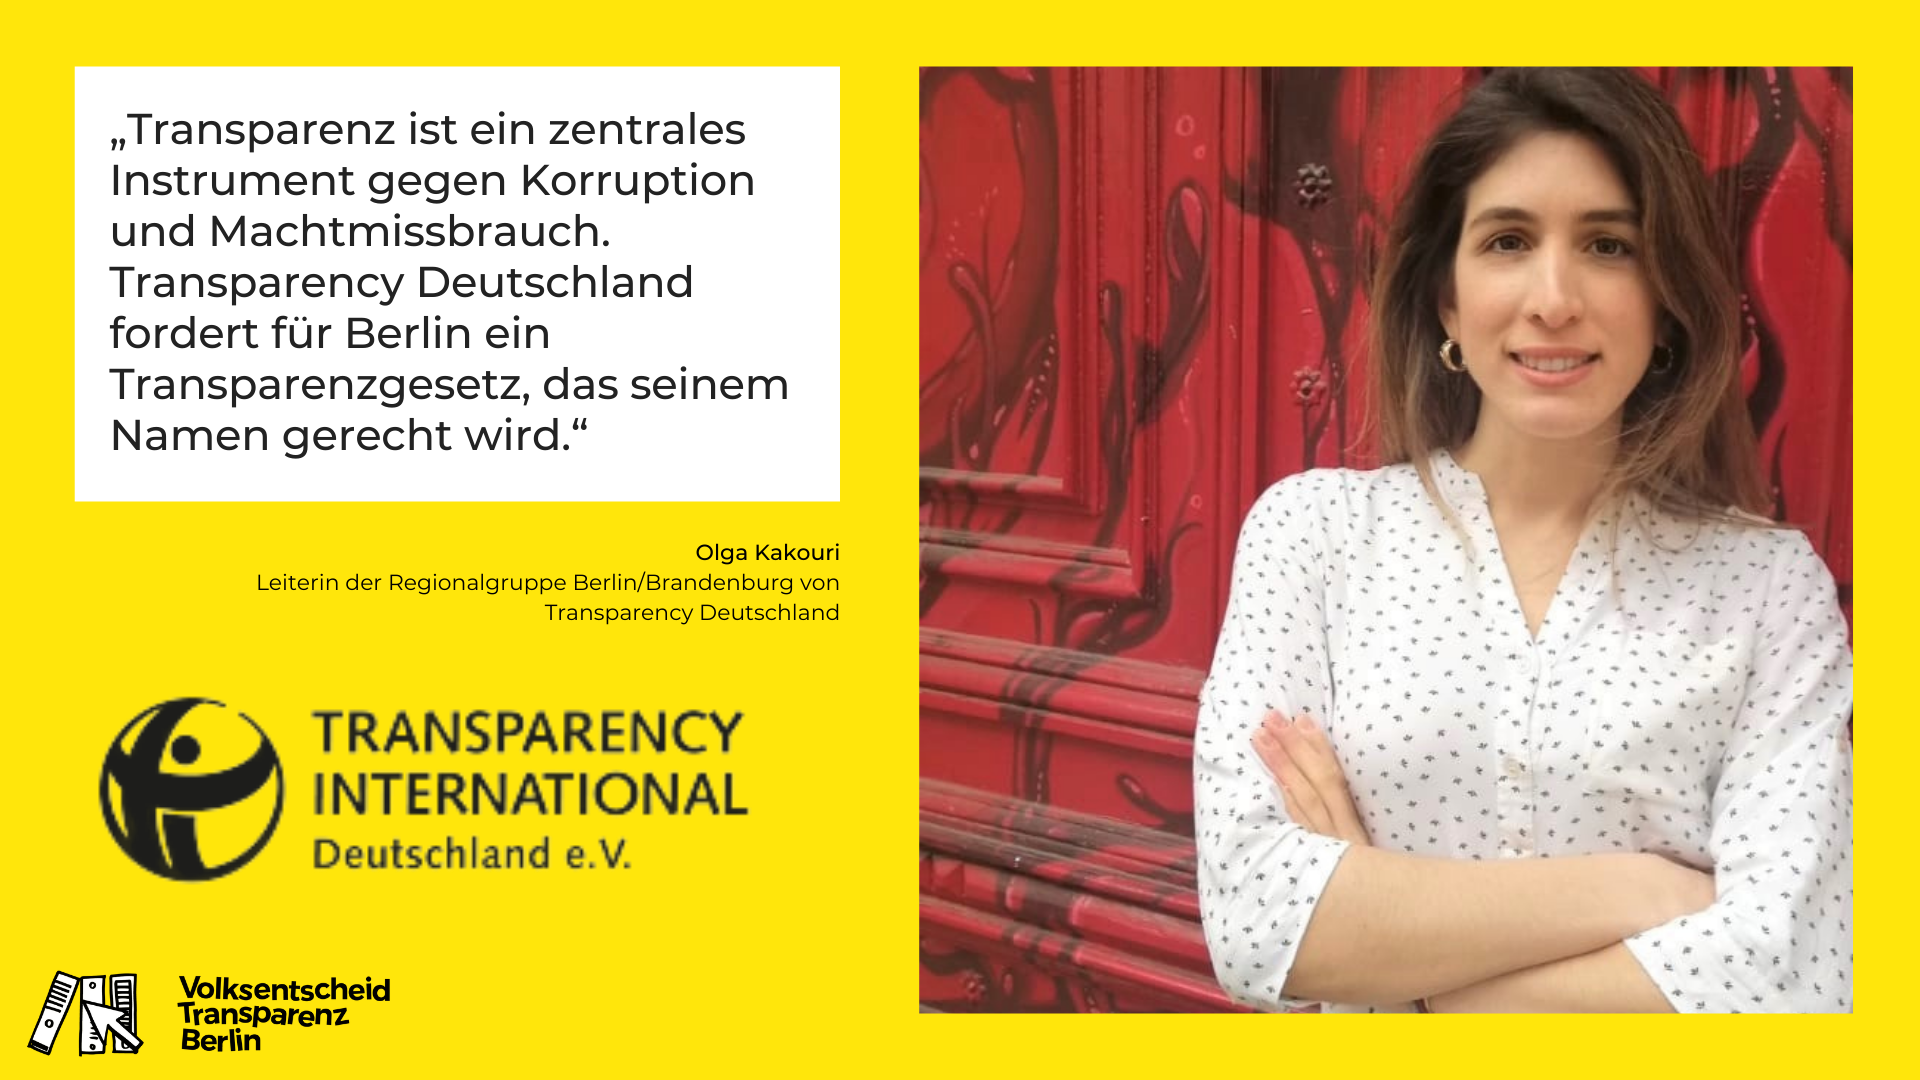 „Transparenz ist ein zentrales
Instrument gegen Korruption
und Machtmissbrauch.
Transparency Deutschland
fordert für Berlin ein
Transparenzgesetz, das seinem
Namen gerecht wird.“
Olga Kakouri
Leiterin der Regionalgruppe Berlin/Brandenburg von
Transparency Deutschland
TRANSPARENCY
INTERNATIONAL
Deutschland e.V.
Volksentscheid
Transparenz
Berlin